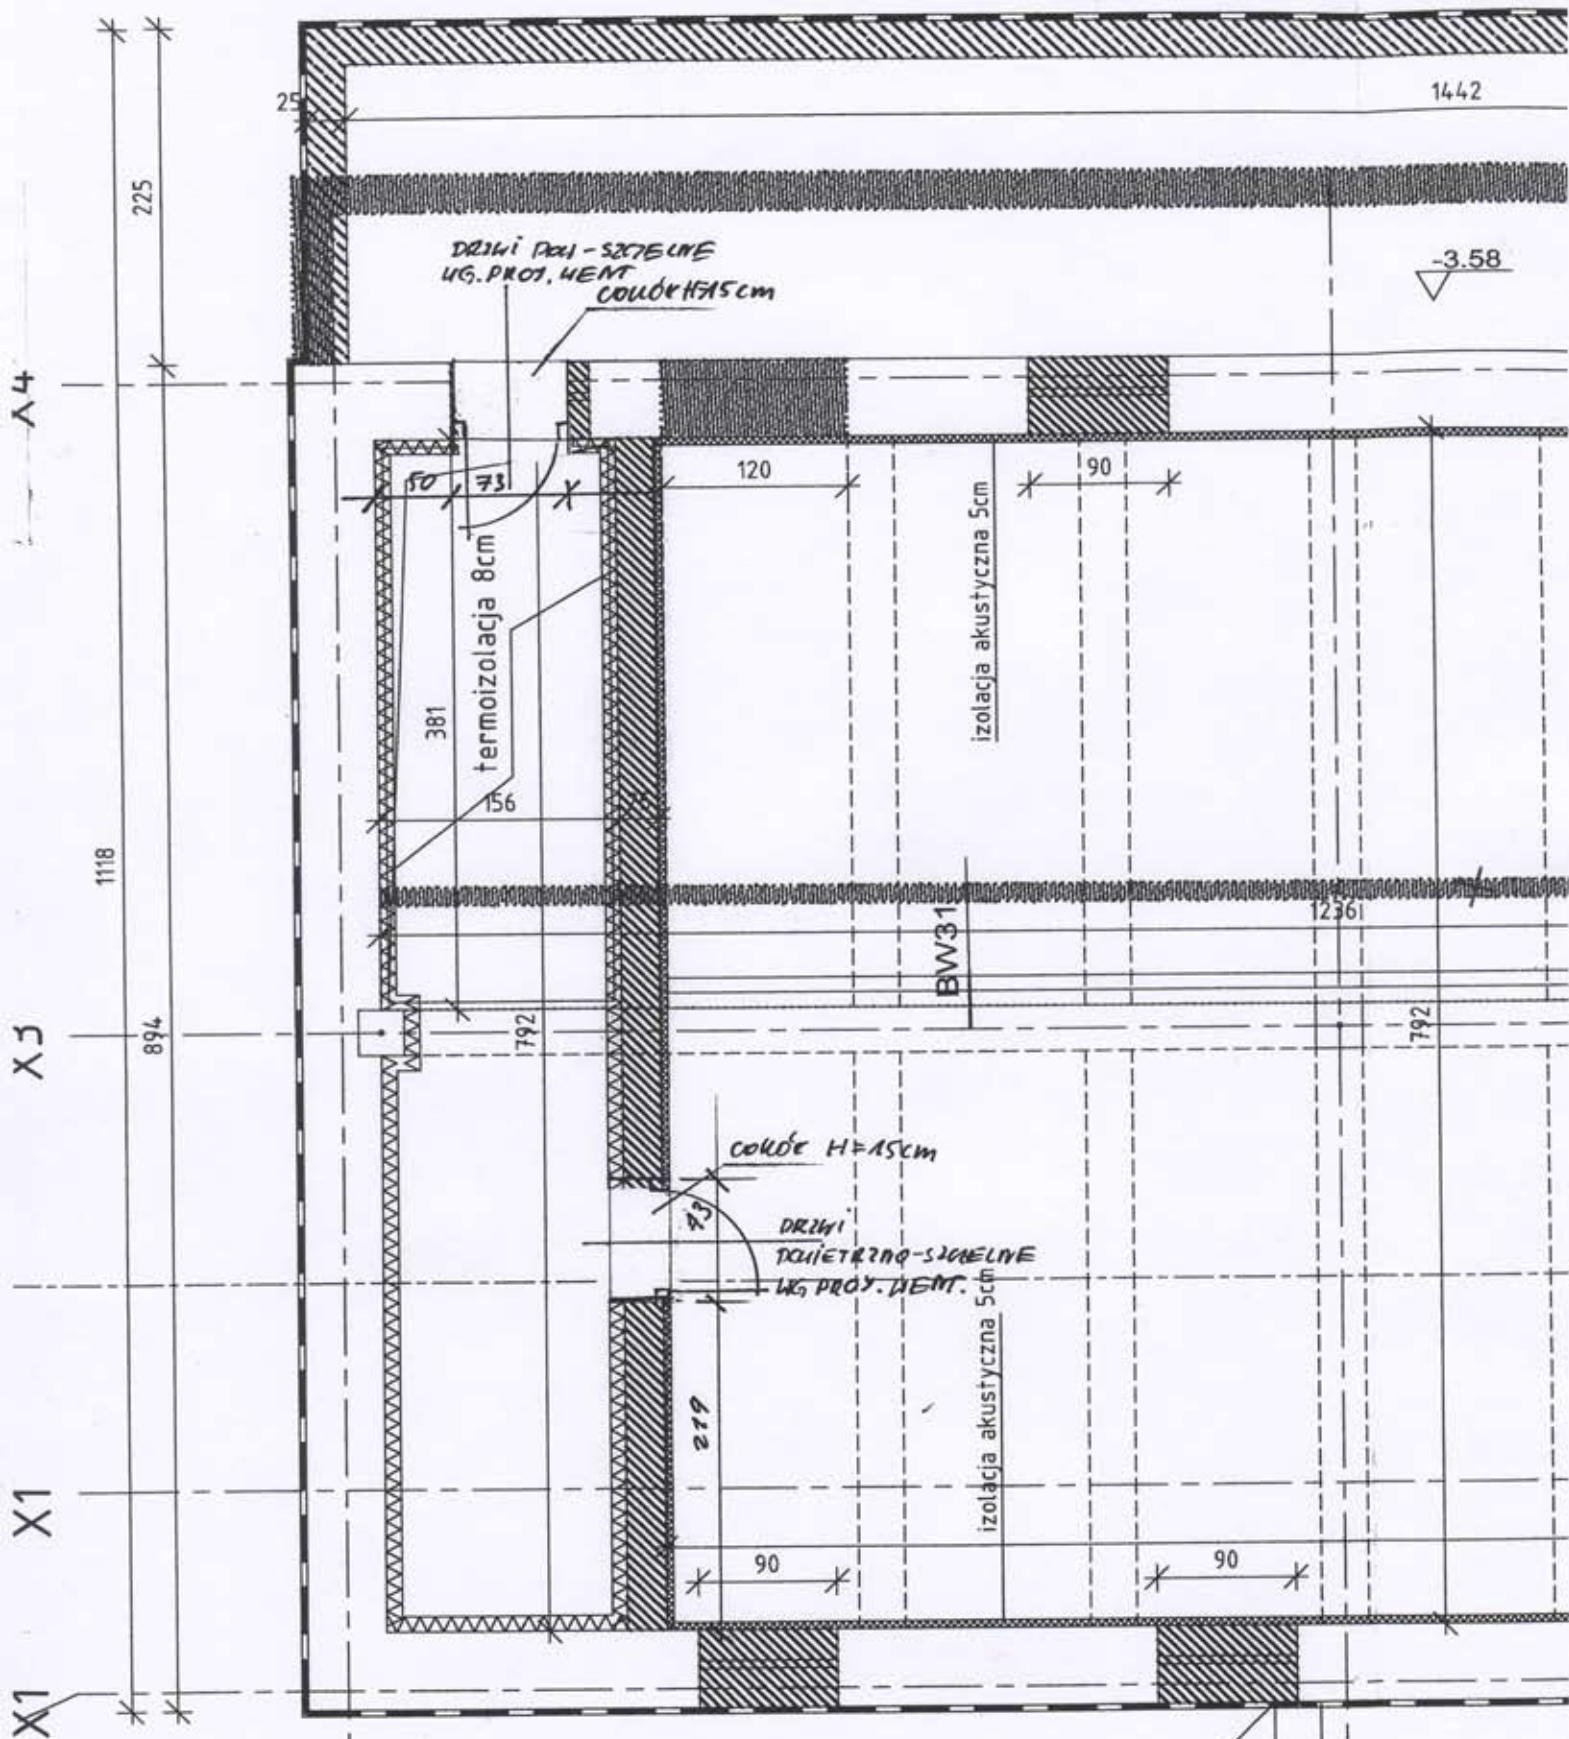 1442
25
225
DRZWI POW-SZCZELNE
WG. PROJ. WENT
COKÓŁ H=15cm
-3.58
X4
50
73
120
90
termoizolacja 8cm
izolacja akustyczna 5cm
381
156
1118
1236
BW31
X3
894
792
792
COKÓŁ H=15cm
93
DRZWI
POWIETRZNO-SZCZELNE
WG PROJ. WENT.
izolacja akustyczna 5cm
219
X1
90
90
X1